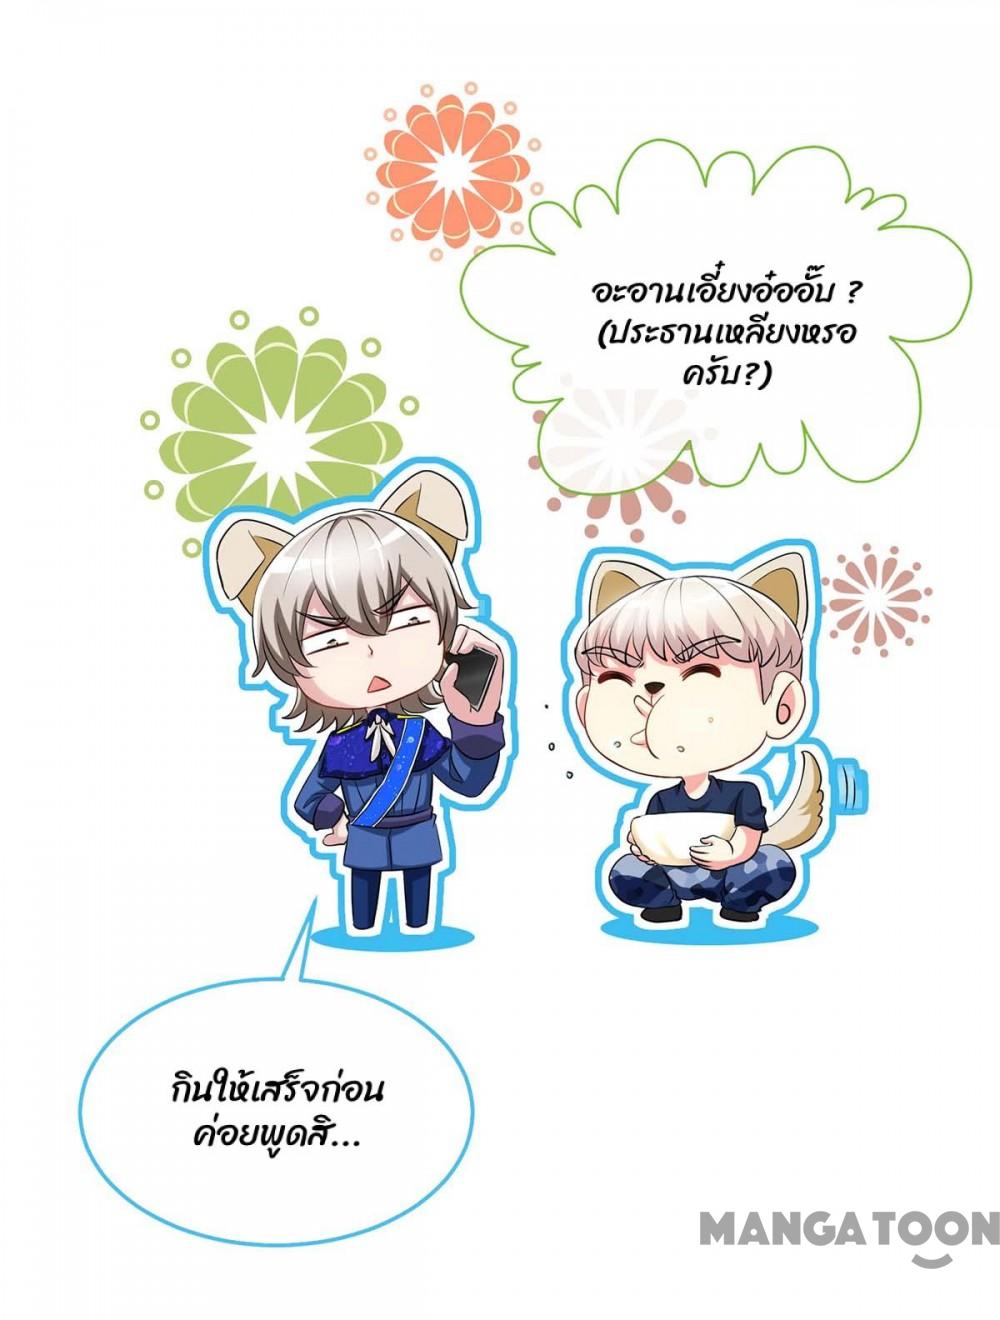 อะอานเอี๋ยงอ๋ออั๊บ ?
(ประธานเหลียงหรอ
ครับ?)
กินให้เสร็จก่อน
ค่อยพูดสิ...
MANGATOON